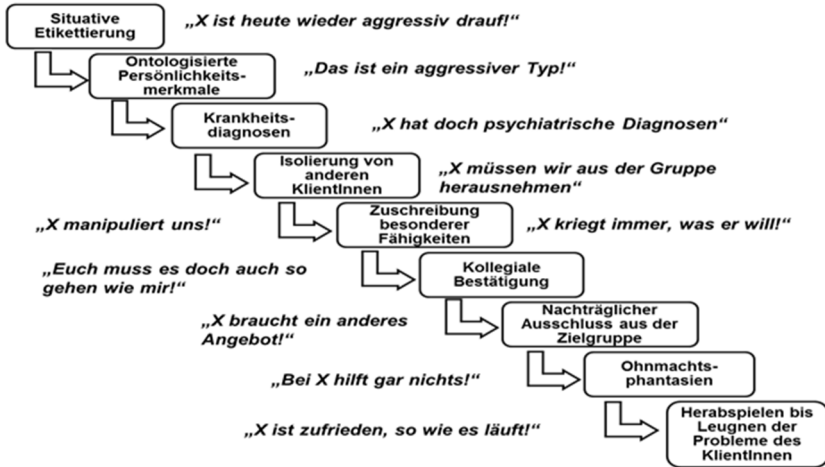 Situative
Etikettierung
„X ist heute wieder aggressiv drauf!“
Ontologisierte
Persönlichkeits-
merkmale
„Das ist ein aggressiver Typ!“
Krankheits-
diagnosen
„X hat doch psychiatrische Diagnosen“
Isolierung von
anderen
KlientInnen
„X müssen wir aus der Gruppe
herausnehmen“
„X manipuliert uns!“
Zuschreibung
besonderer
Fähigkeiten
„X kriegt immer, was er will!“
„Euch muss es doch auch so
gehen wie mir!“
Kollegiale
Bestätigung
„X braucht ein anderes
Angebot!“
Nachträglicher
Ausschluss aus der
Zielgruppe
„Bei X hilft gar nichts!“
Ohnmachts-
phantasien
„X ist zufrieden, so wie es läuft!“
Herabspielen bis
Leugnen der
Probleme des
KlientInnen